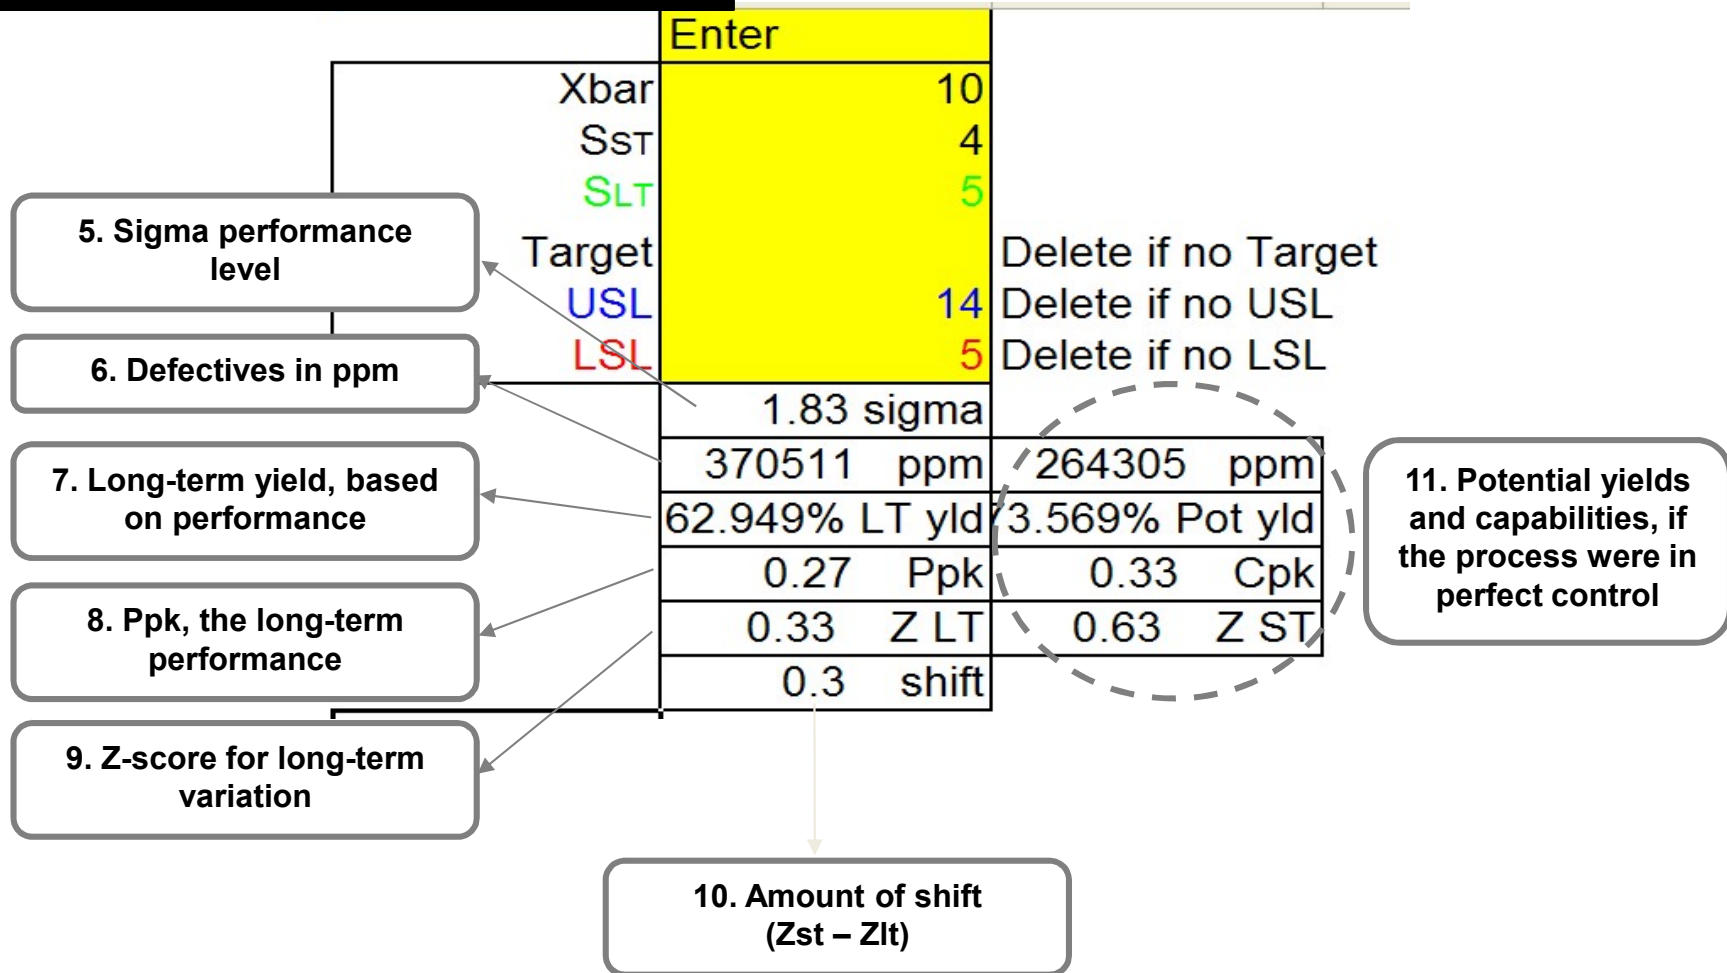 Enter
Xbar 10
SST 4
SLT 5
Target Delete if no Target
USL 14 Delete if no USL
LSL 5 Delete if no LSL
1.83 sigma
370511 ppm 264305 ppm
62.949% LT yld 73.569% Pot yld
0.27 Ppk 0.33 Cpk
0.33 Z LT 0.63 Z ST
0.3 shift
5. Sigma performance
level
6. Defectives in ppm
7. Long-term yield, based
on performance
8. Ppk, the long-term
performance
9. Z-score for long-term
variation
10. Amount of shift
(Zst – Zlt)
11. Potential yields
and capabilities, if
the process were in
perfect control